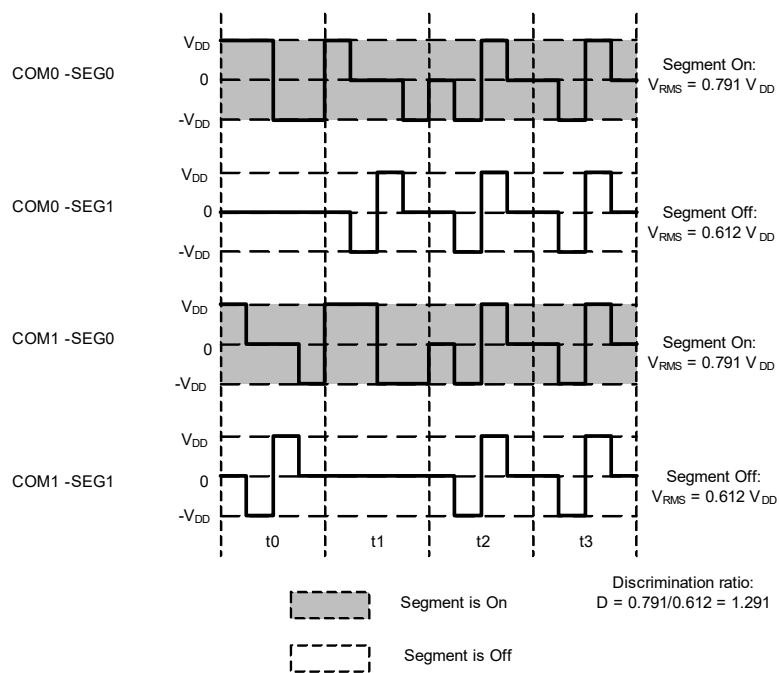 V_DD
COM0 -SEG0
0
-V_DD
Segment On:
V_RMS = 0.791 V_DD
V_DD
COM0 -SEG1
0
-V_DD
Segment Off:
V_RMS = 0.612 V_DD
V_DD
COM1 -SEG0
0
-V_DD
Segment On:
V_RMS = 0.791 V_DD
V_DD
COM1 -SEG1
0
-V_DD
Segment Off:
V_RMS = 0.612 V_DD
t0 t1 t2 t3
Segment is On
Segment is Off
Discrimination ratio:
D = 0.791/0.612 = 1.291